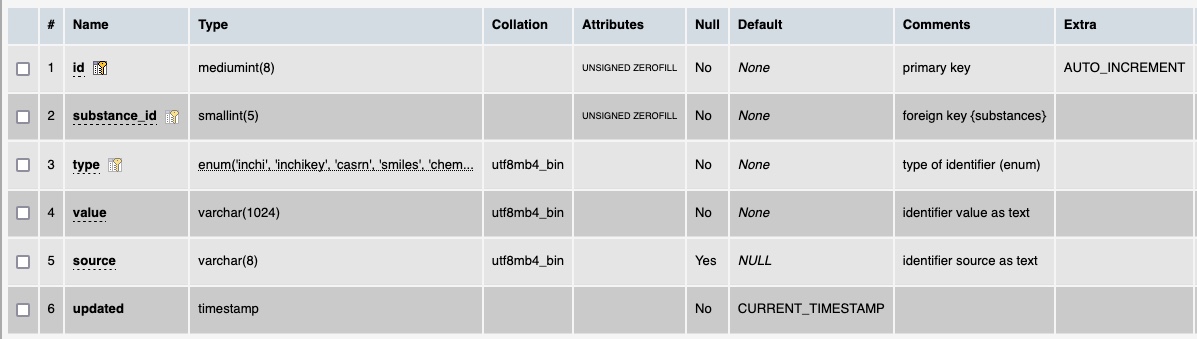 # Name Type Collation Attributes Null Default Comments Extra
1 id mediumint(8) UNSIGNED ZEROFILL No None primary key AUTO_INCREMENT
2 substance_id smallint(5) UNSIGNED ZEROFILL No None foreign key {substances}
3 type enum('inchi', 'inchikey', 'casrn', 'smiles', 'chem... utf8mb4_bin No None type of identifier (enum)
4 value varchar(1024) utf8mb4_bin No None identifier value as text
5 source varchar(8) utf8mb4_bin Yes NULL identifier source as text
6 updated timestamp No CURRENT_TIMESTAMP